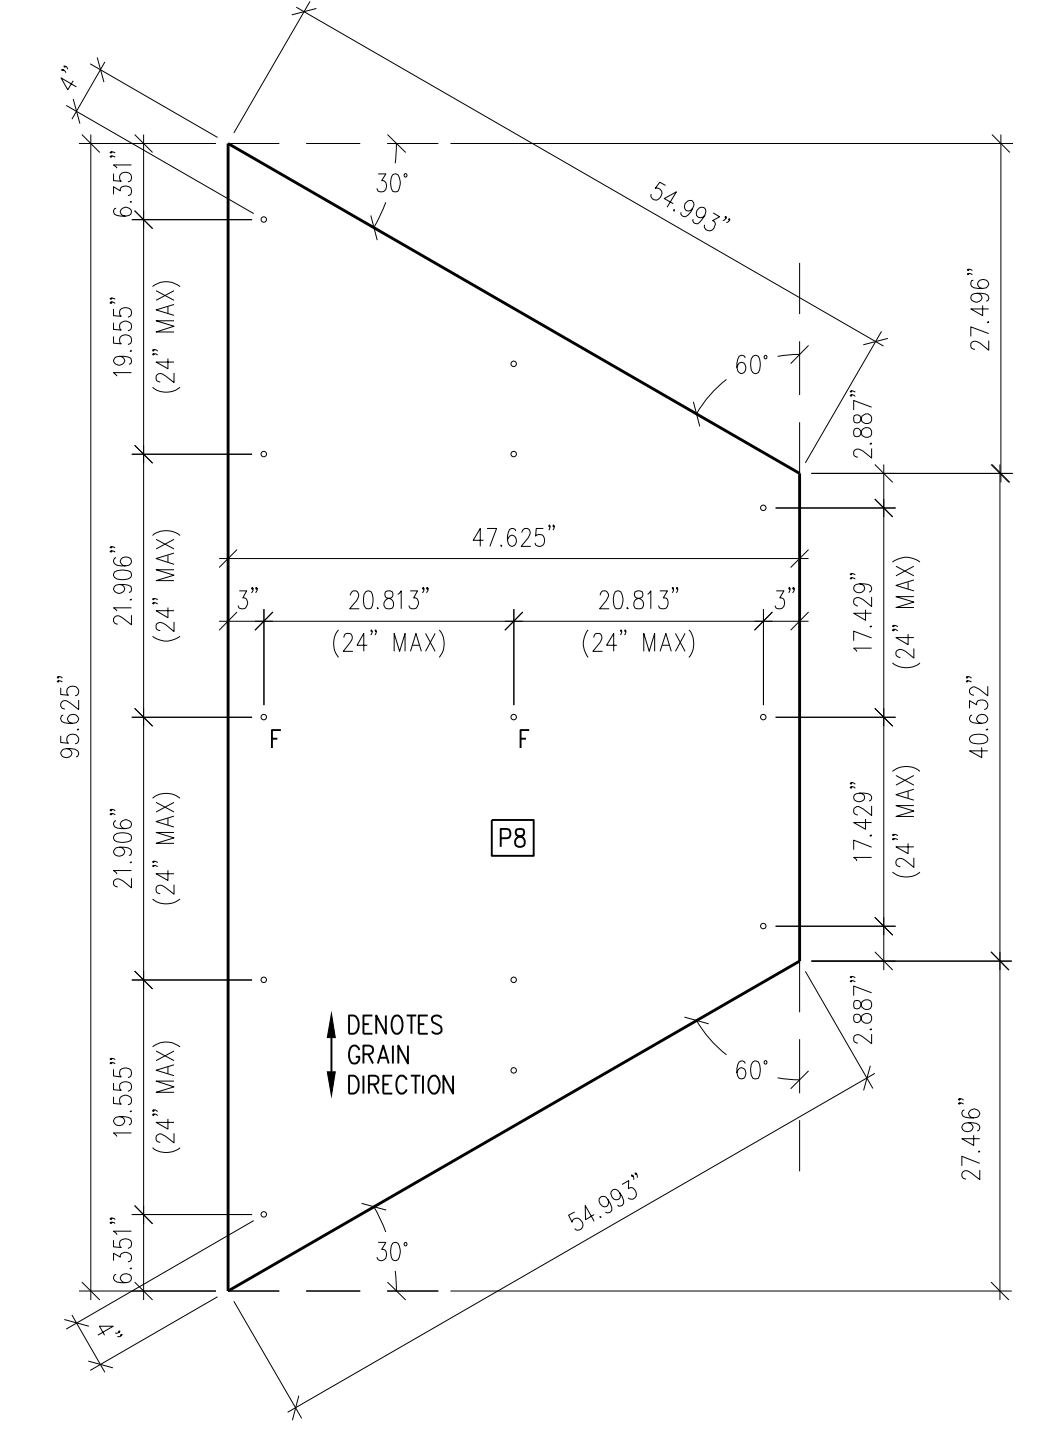 4”
6.351”
30°
54.993”
27.496”
19.555”
(24” MAX)
60°
2.887”
47.625”
21.906”
(24” MAX)
3”
20.813”
(24” MAX)
20.813”
(24” MAX)
3”
17.429”
(24” MAX)
95.625”
40.632”
F
F
P8
21.906”
(24” MAX)
17.429”
(24” MAX)
DENOTES
GRAIN
DIRECTION
2.887”
60°
19.555”
(24” MAX)
27.496”
54.993”
6.351”
30°
4”